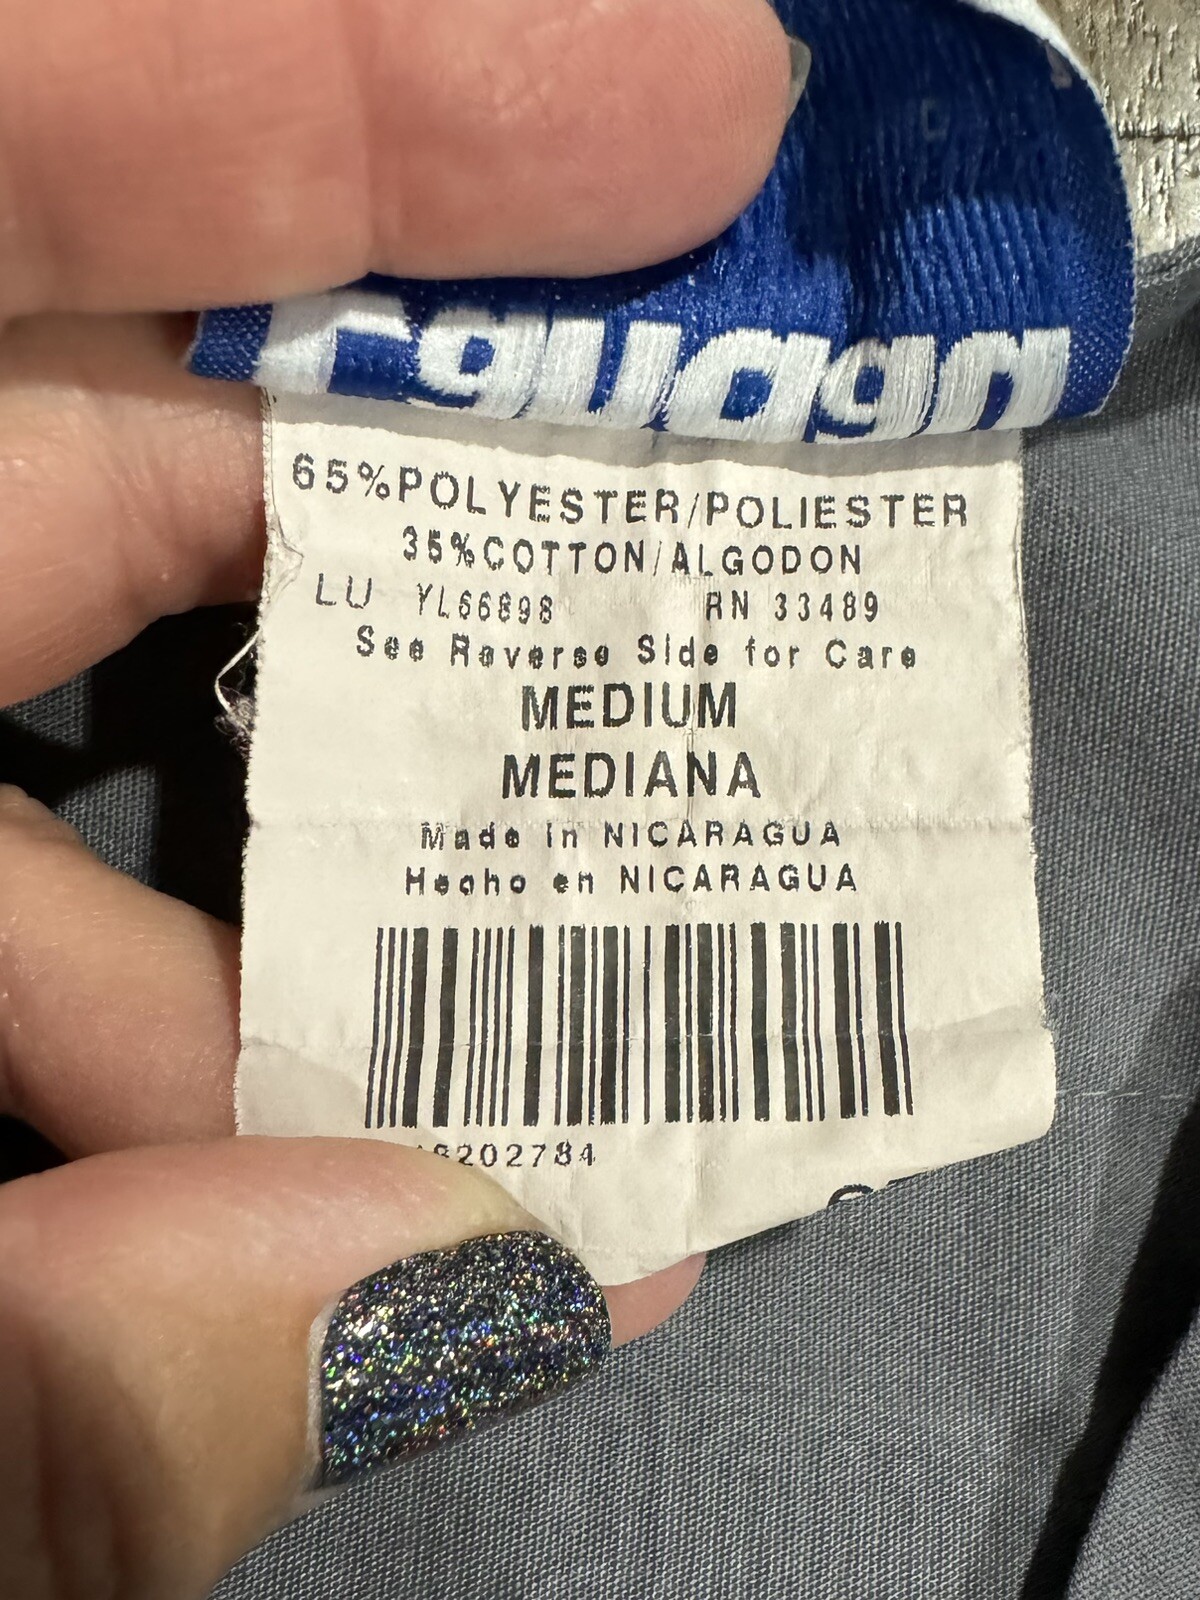 65%POLYESTER/POLIESTER
35%COTTON/ALGODON
LU YL66898 RN 33489
See Reverse Side for Care
MEDIUM
MEDIANA
Made in NICARAGUA
Hecho en NICARAGUA
8202784